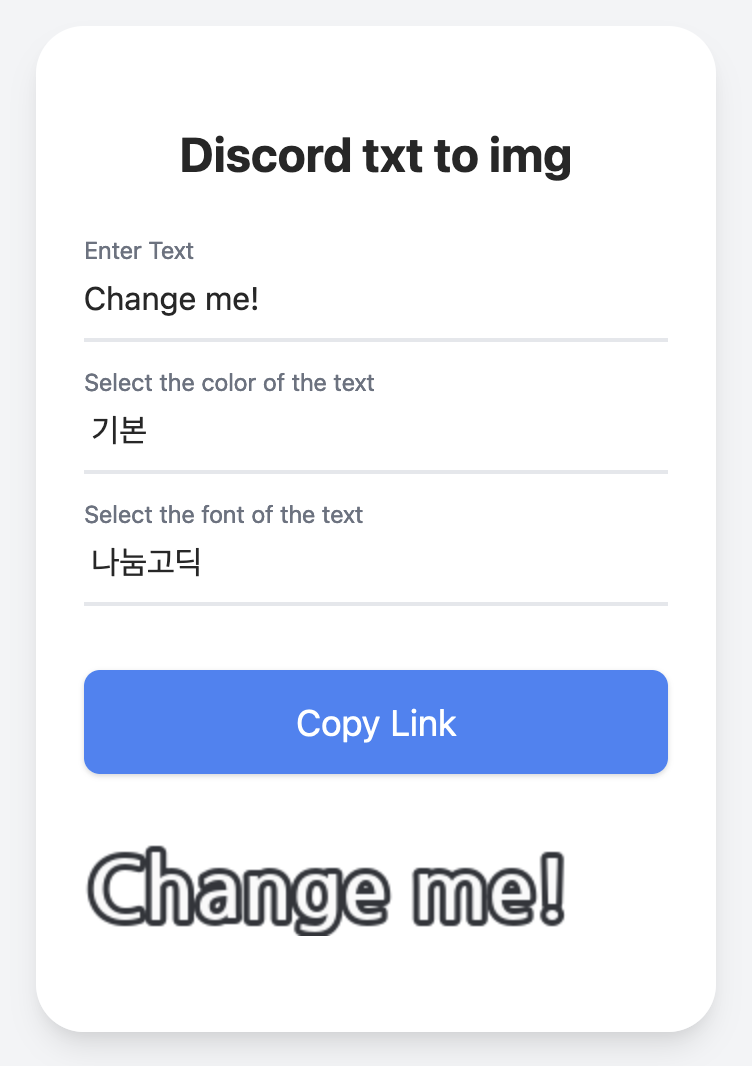 Discord txt to img
Enter Text
Change me!
Select the color of the text
기본
Select the font of the text
나눔고딕
Copy Link
Change me!